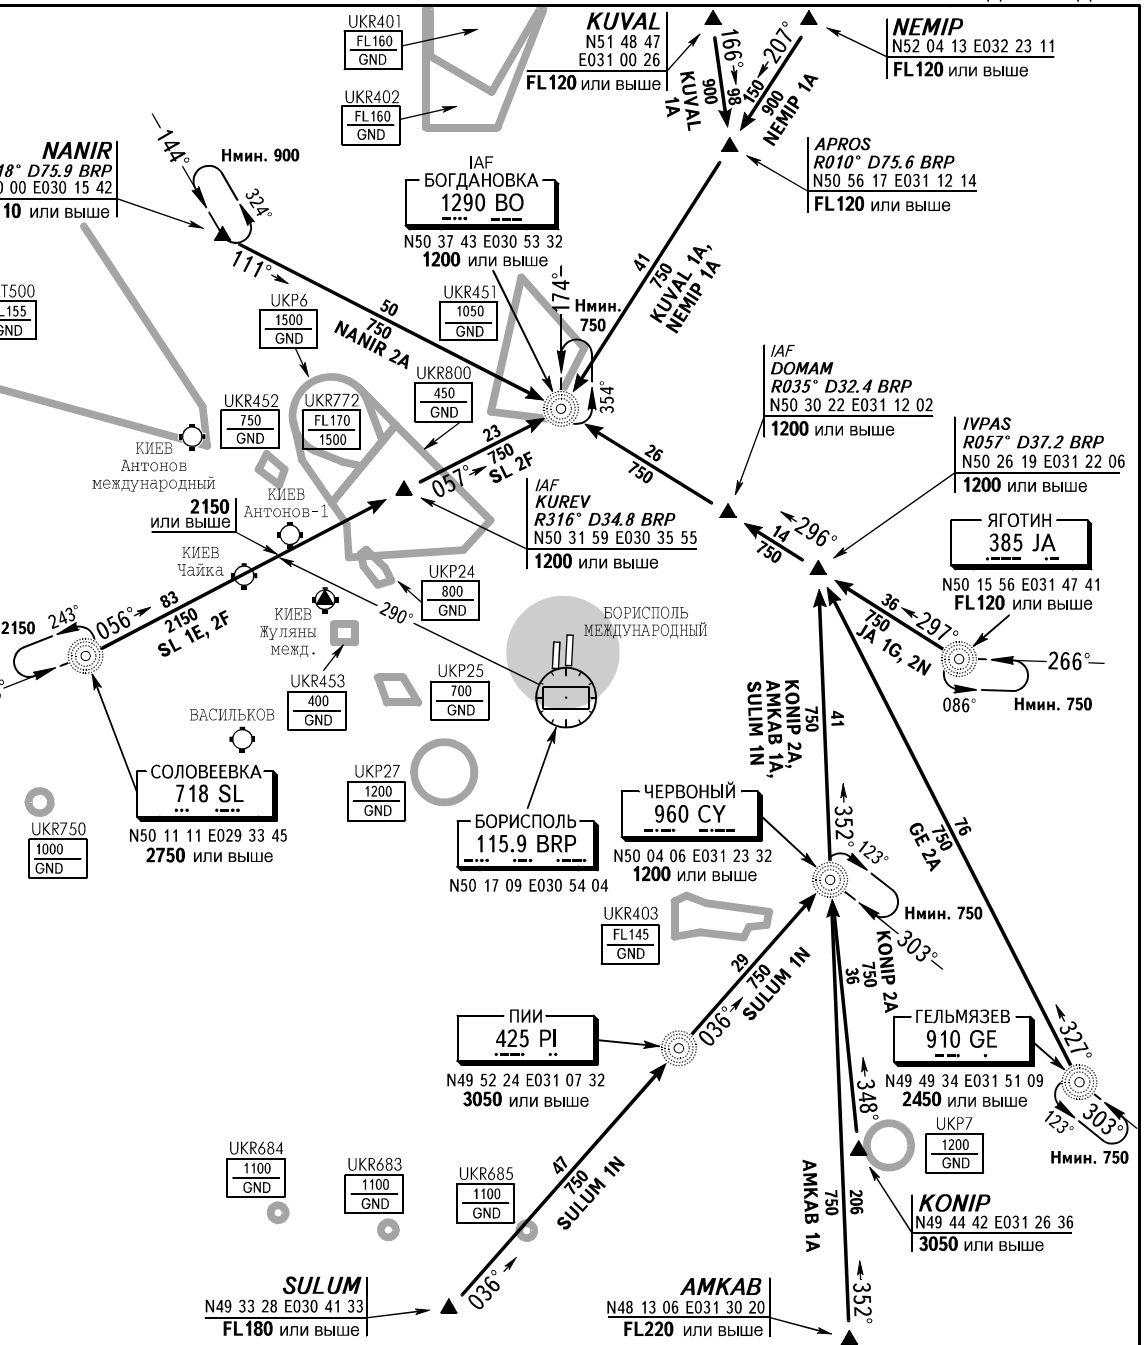 UKR401
FL160
GND
UKR402
FL160
GND
KUVAL
N51 48 47
E031 00 26
FL120 или выше
166°
98
900
KUVAL
1A
207°
150
900
NEMIP 1A
NEMIP
N52 04 13 E032 23 11
FL120 или выше
APROS
R010° D75.6 BRP
N50 56 17 E031 12 14
FL120 или выше
NANIR
18° D75.9 BRP
0 00 E030 15 42
10 или выше
144°
Нмин. 900
324°
111°
50
750
NANIR 2A
IAF
БОГДАНОВКА
1290 BO
N50 37 43 E030 53 32
1200 или выше
174°
Нмин.
750
354°
41
750
KUVAL 1A,
NEMIP 1A
T500
L155
GND
UKP6
1500
GND
UKR451
1050
GND
UKR800
450
GND
UKR452
750
GND
UKR772
FL170
1500
КИЕВ
Антонов
международный
КИЕВ
Антонов-1
КИЕВ
Чайка
2150
или выше
057°
23
750
SL 2F
IAF
KUREV
R316° D34.8 BRP
N50 31 59 E030 35 55
1200 или выше
IAF
DOMAM
R035° D32.4 BRP
N50 30 22 E031 12 02
1200 или выше
26
750
IVPAS
R057° D37.2 BRP
N50 26 19 E031 22 06
1200 или выше
296°
14
750
ЯГОТИН
385 JA
N50 15 56 E031 47 41
FL120 или выше
297°
36
750
JA 1G, 2N
266°
086°
Нмин. 750
2150
243°
056°
83
2150
SL 1E, 2F
290°
UKP24
800
GND
КИЕВ
Жуляны
межд.
UKR453
400
GND
UKP25
700
GND
БОРИСПОЛЬ
МЕЖДУНАРОДНЫЙ
ВАСИЛЬКОВ
СОЛОВЕЕВКА
718 SL
N50 11 11 E029 33 45
2750 или выше
UKR750
1000
GND
UKP27
1200
GND
БОРИСПОЛЬ
115.9 BRP
N50 17 09 E030 54 04
KONIP 2A,
AMKAB 1A,
SULIM 1N
750
41
352°
ЧЕРВОНЫЙ
960 CY
N50 04 06 E031 23 32
1200 или выше
123°
Нмин. 750
303°
76
750
GE 2A
UKR403
FL145
GND
29
750
SULUM 1N
036°
KONIP 2A
750
36
348°
ПИИ
425 PI
N49 52 24 E031 07 32
3050 или выше
ГЕЛЬМЯЗЕВ
910 GE
N49 49 34 E031 51 09
2450 или выше
327°
303°
123°
Нмин. 750
UKP7
1200
GND
UKR684
1100
GND
UKR683
1100
GND
UKR685
1100
GND
47
750
SULUM 1N
036°
AMKAB 1A
750
206
352°
KONIP
N49 44 42 E031 26 36
3050 или выше
SULUM
N49 33 28 E030 41 33
FL180 или выше
AMKAB
N48 13 06 E031 30 20
FL220 или выше